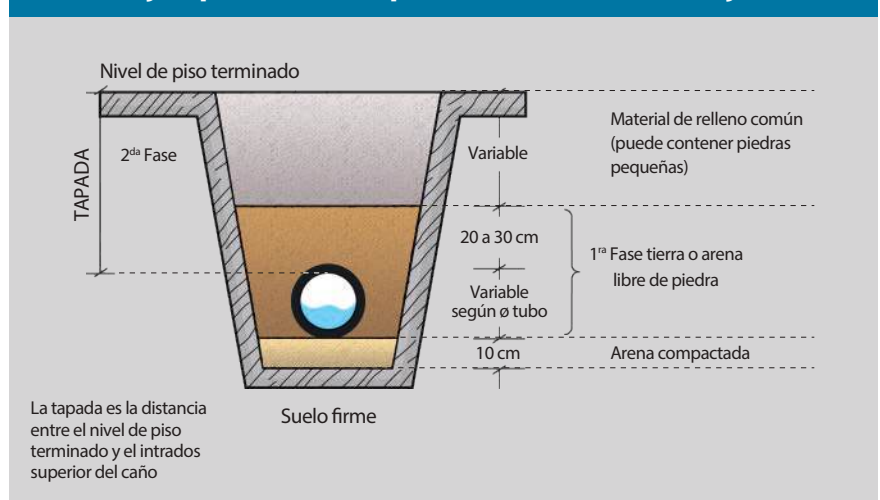 Nivel de piso terminado
TAPADA
2da Fase
Variable
Material de relleno común
(puede contener piedras
pequeñas)
20 a 30 cm
1ra Fase tierra o arena
libre de piedra
Variable
según ø tubo
10 cm
Arena compactada
Suelo firme
La tapada es la distancia
entre el nivel de piso
terminado y el intrados
superior del caño